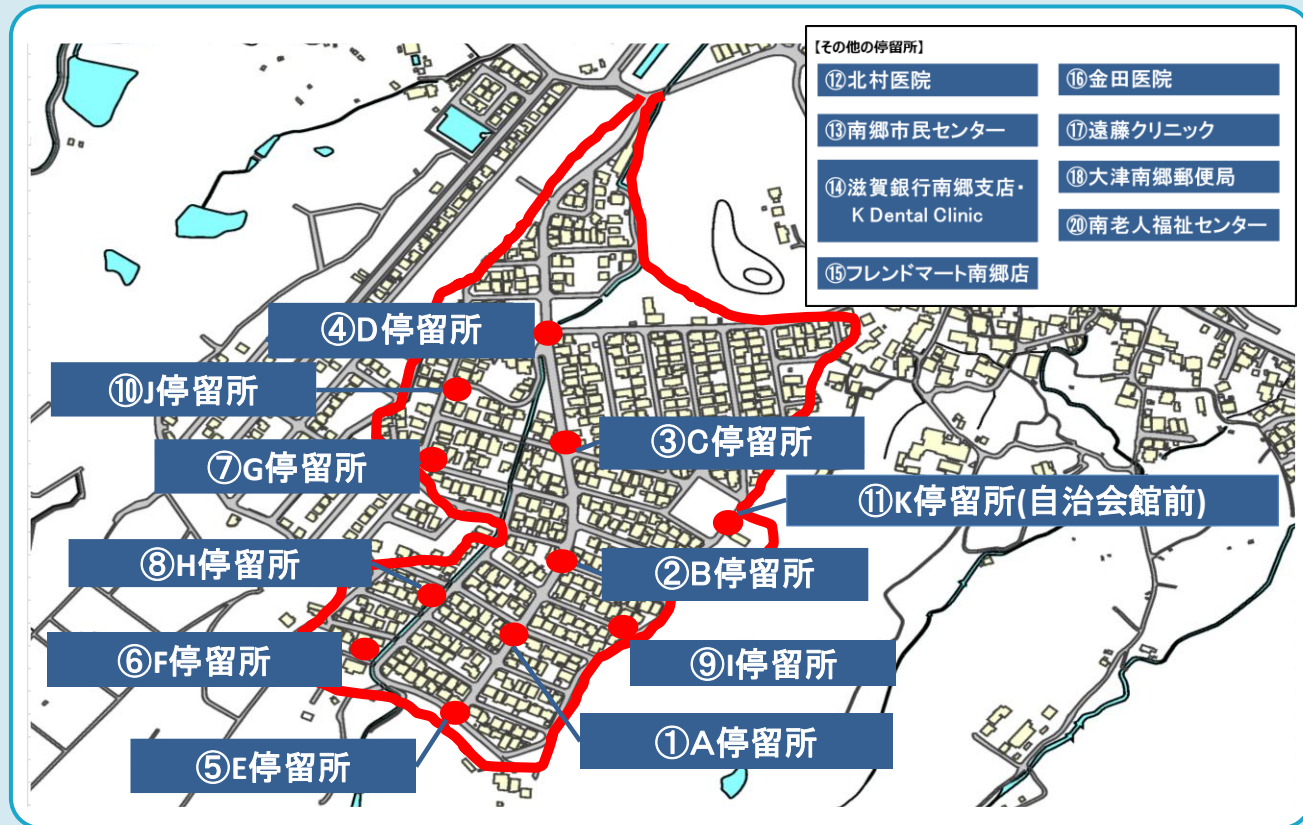 【その他の停留所】
⑫北村医院
⑬南郷市民センター
⑭滋賀銀行南郷支店・
K Dental Clinic
⑮フレンドマート南郷店
⑯金田医院
⑰遠藤クリニック
⑱大津南郷郵便局
⑳南老人福祉センター
④D停留所
⑩J停留所
③C停留所
⑦G停留所
⑪K停留所(自治会館前)
⑧H停留所
②B停留所
⑥F停留所
⑨I停留所
①A停留所
⑤E停留所